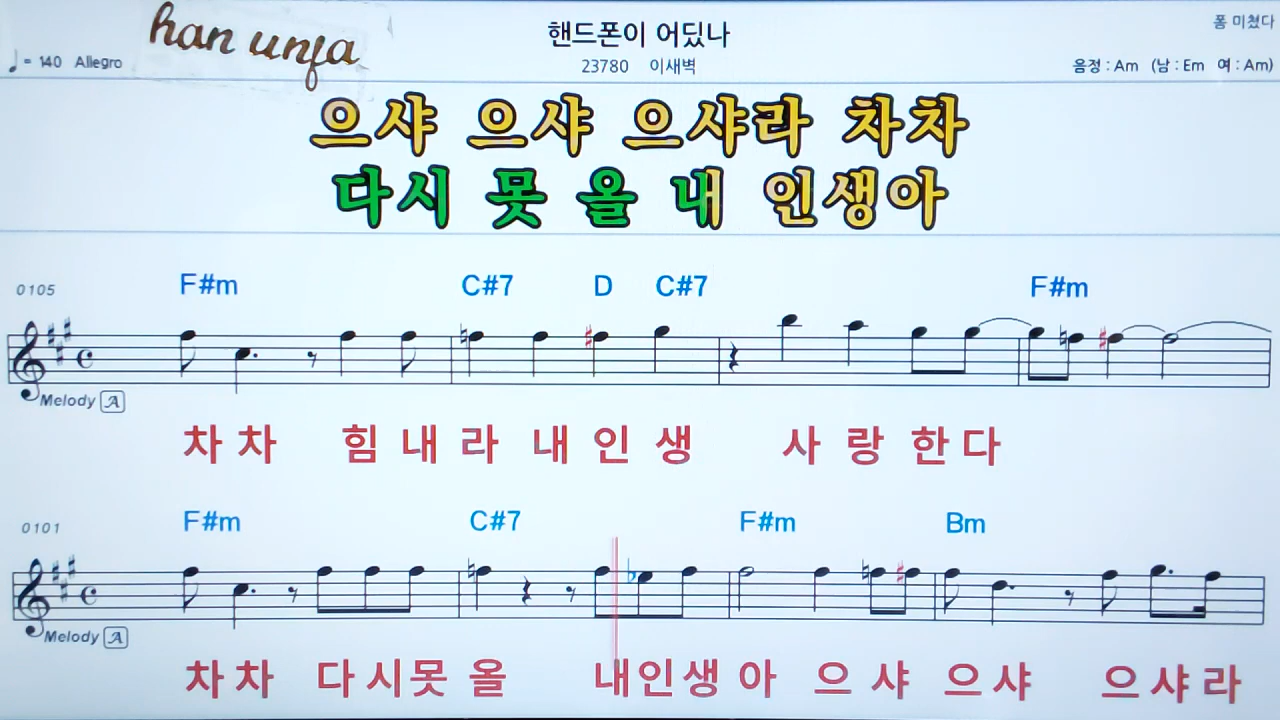 han unja
핸드폰이 어딨나
폼 미쳤다
♩= 140 Allegro
23780 이새벽
음정 : Am (남 : Em 여 : Am)
으샤 으샤 으샤라 차차
다시 못 올 내 인생아
0105 F#m C#7 D C#7 F#m
Melody A
차 차 힘 내 라 내 인 생 사 랑 한 다
0101 F#m C#7 F#m Bm
Melody A
차 차 다 시 못 올 내 인 생 아 으 샤 으 샤 으 샤 라